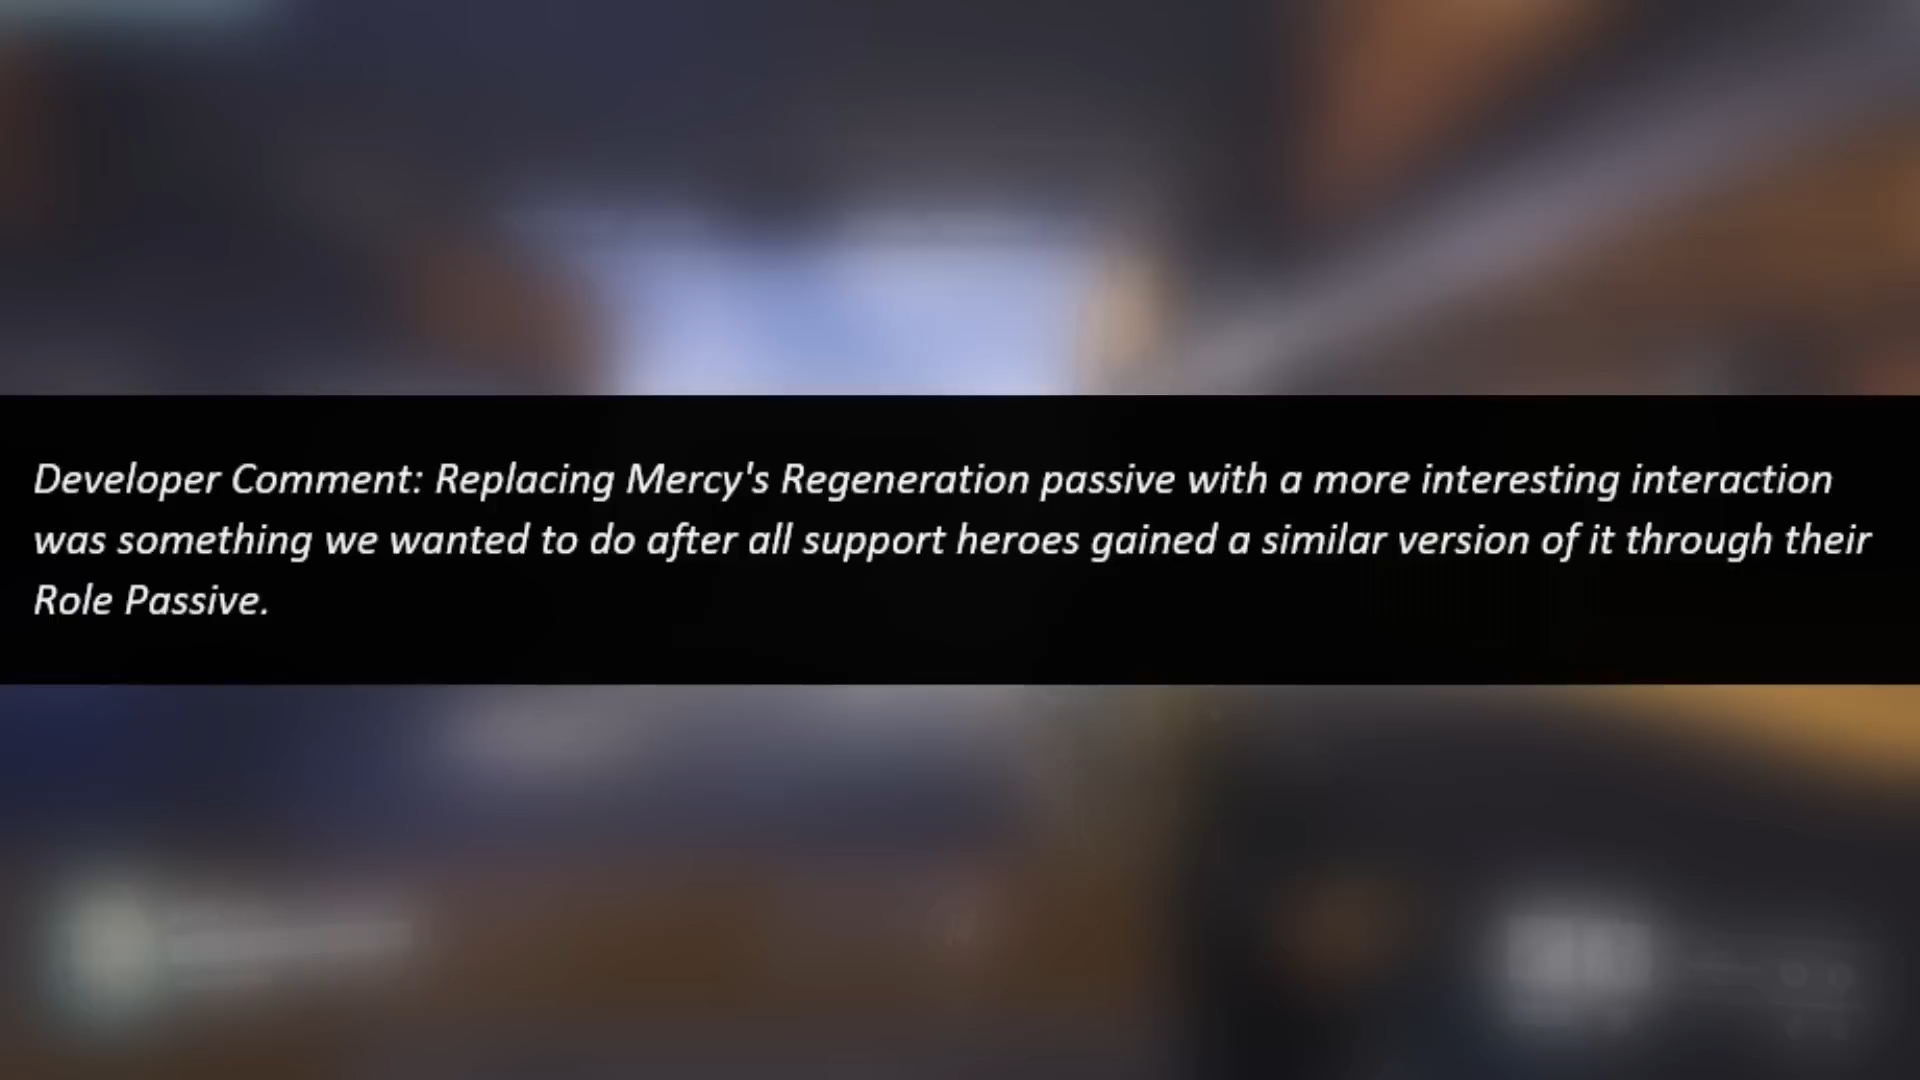 Developer Comment: Replacing Mercy's Regeneration passive with a more interesting interaction
was something we wanted to do after all support heroes gained a similar version of it through their
Role Passive.